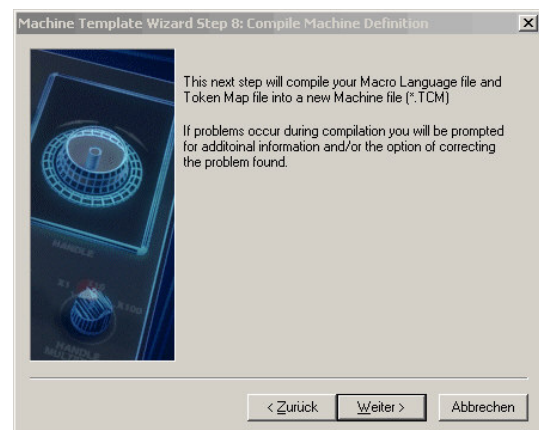 Machine Template Wizard Step 8: Compile Machine Definition
This next step will compile your Macro Language file and
Token Map file into a new Machine file (*.TCM)
If problems occur during compilation you will be prompted
for additoinal information and/or the option of correcting
the problem found.
HANDLE
X1
X10
X100
HANDLE
< Zurück
Weiter >
Abbrechen